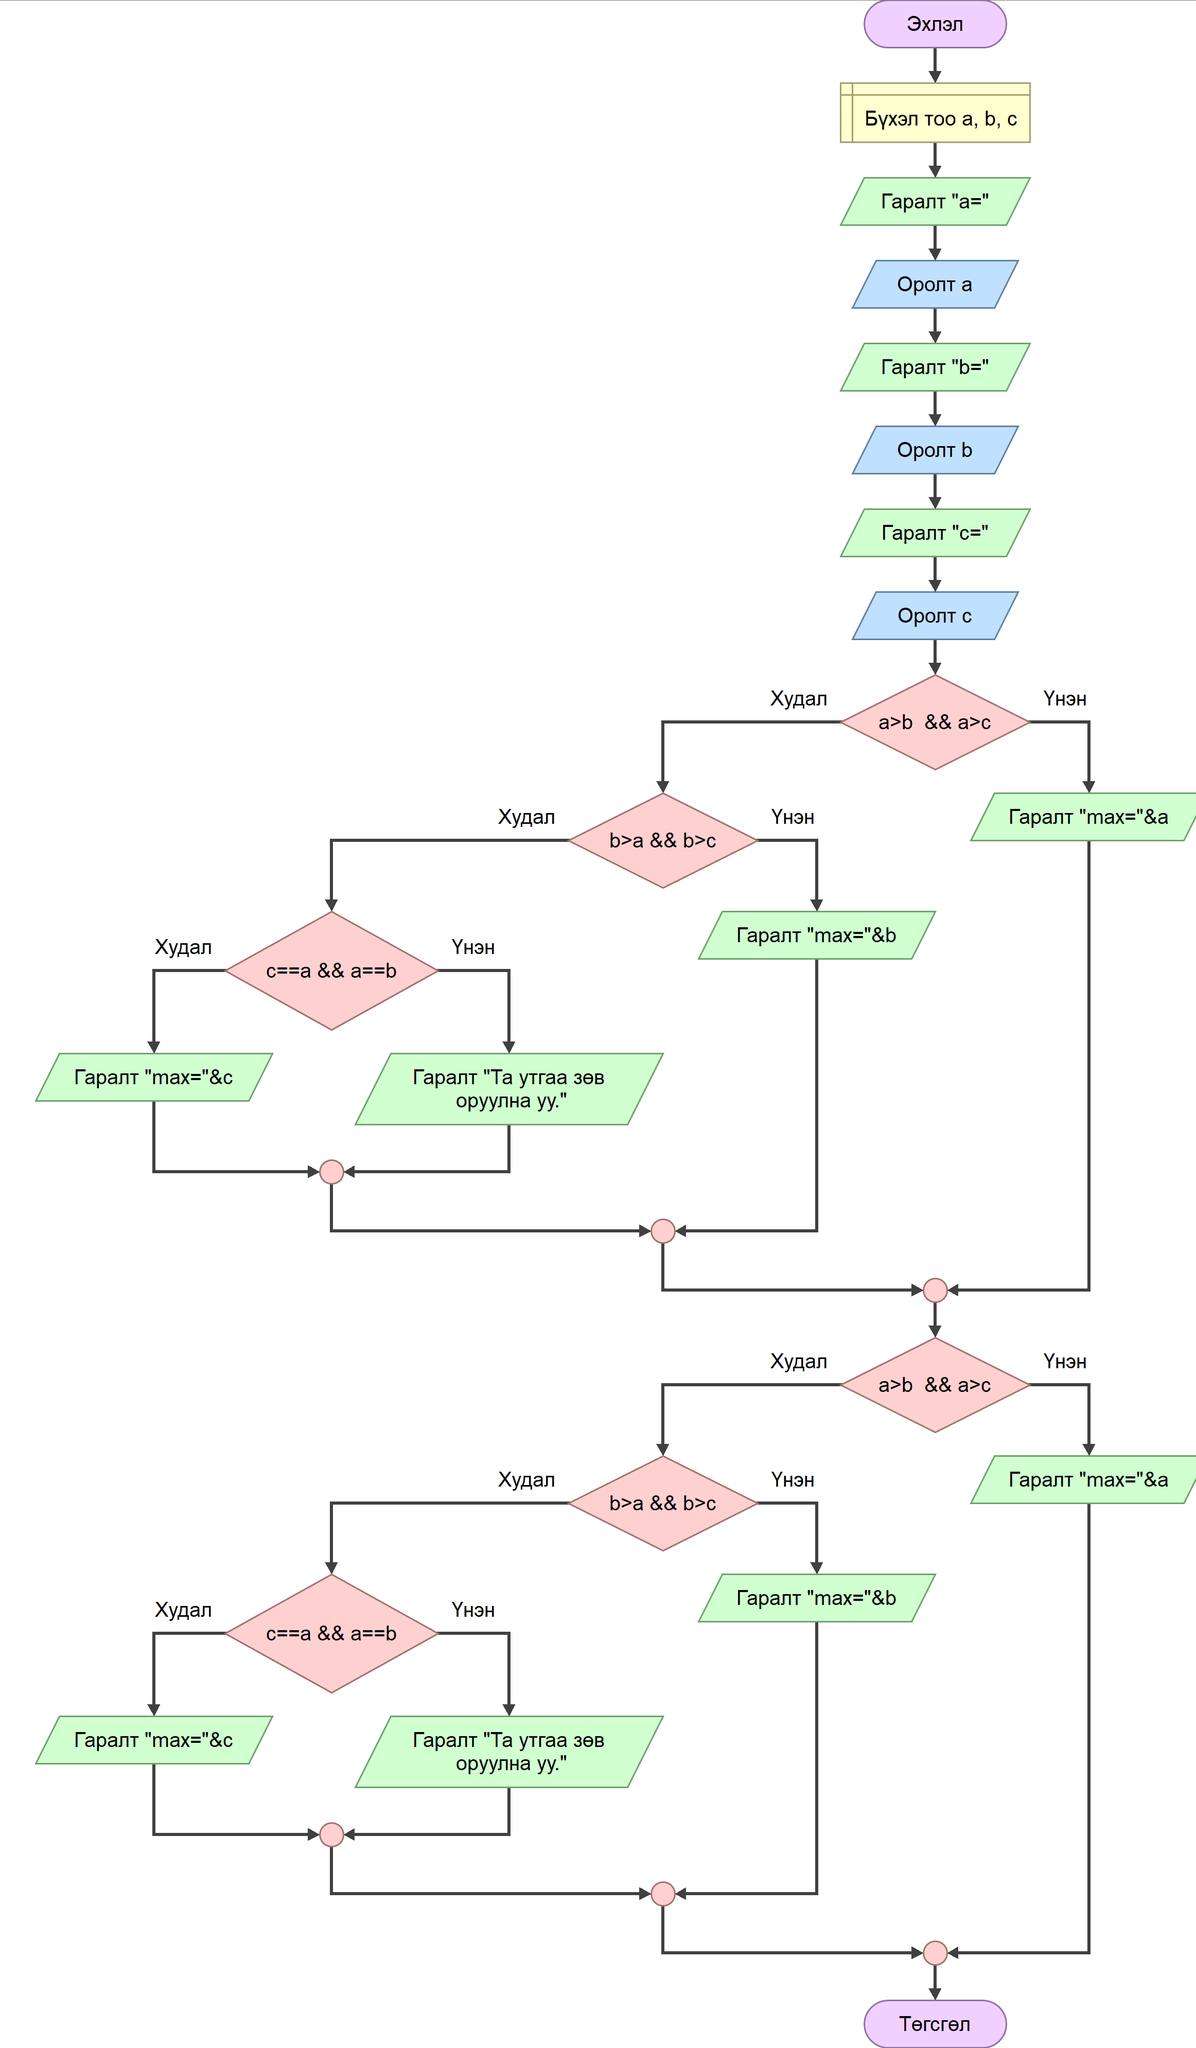 Эхлэл
Бүхэл тоо a, b, c
Гаралт "a="
Оролт a
Гаралт "b="
Оролт b
Гаралт "c="
Оролт c
Худал
Үнэн
a>b  && a>c
Гаралт "max="&a
Худал
Үнэн
b>a && b>c
Гаралт "max="&b
Худал
Үнэн
c==a && a==b
Гаралт "max="&c
Гаралт "Та утгаа зөв
оруулна уу."
Худал
Үнэн
a>b  && a>c
Гаралт "max="&a
Худал
Үнэн
b>a && b>c
Гаралт "max="&b
Худал
Үнэн
c==a && a==b
Гаралт "max="&c
Гаралт "Та утгаа зөв
оруулна уу."
Төгсгөл